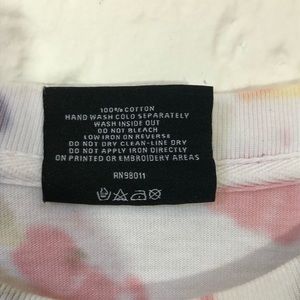 100% COTTON
HAND WASH COLD SEPARATELY
WASH INSIDE OUT
DO NOT BLEACH
LOW IRON ON REVERSE
DO NOT DRY CLEAN-LINE DRY
DO NOT APPLY IRON DIRECTLY
ON PRINTED OR EMBROIDERY AREAS
RN98011